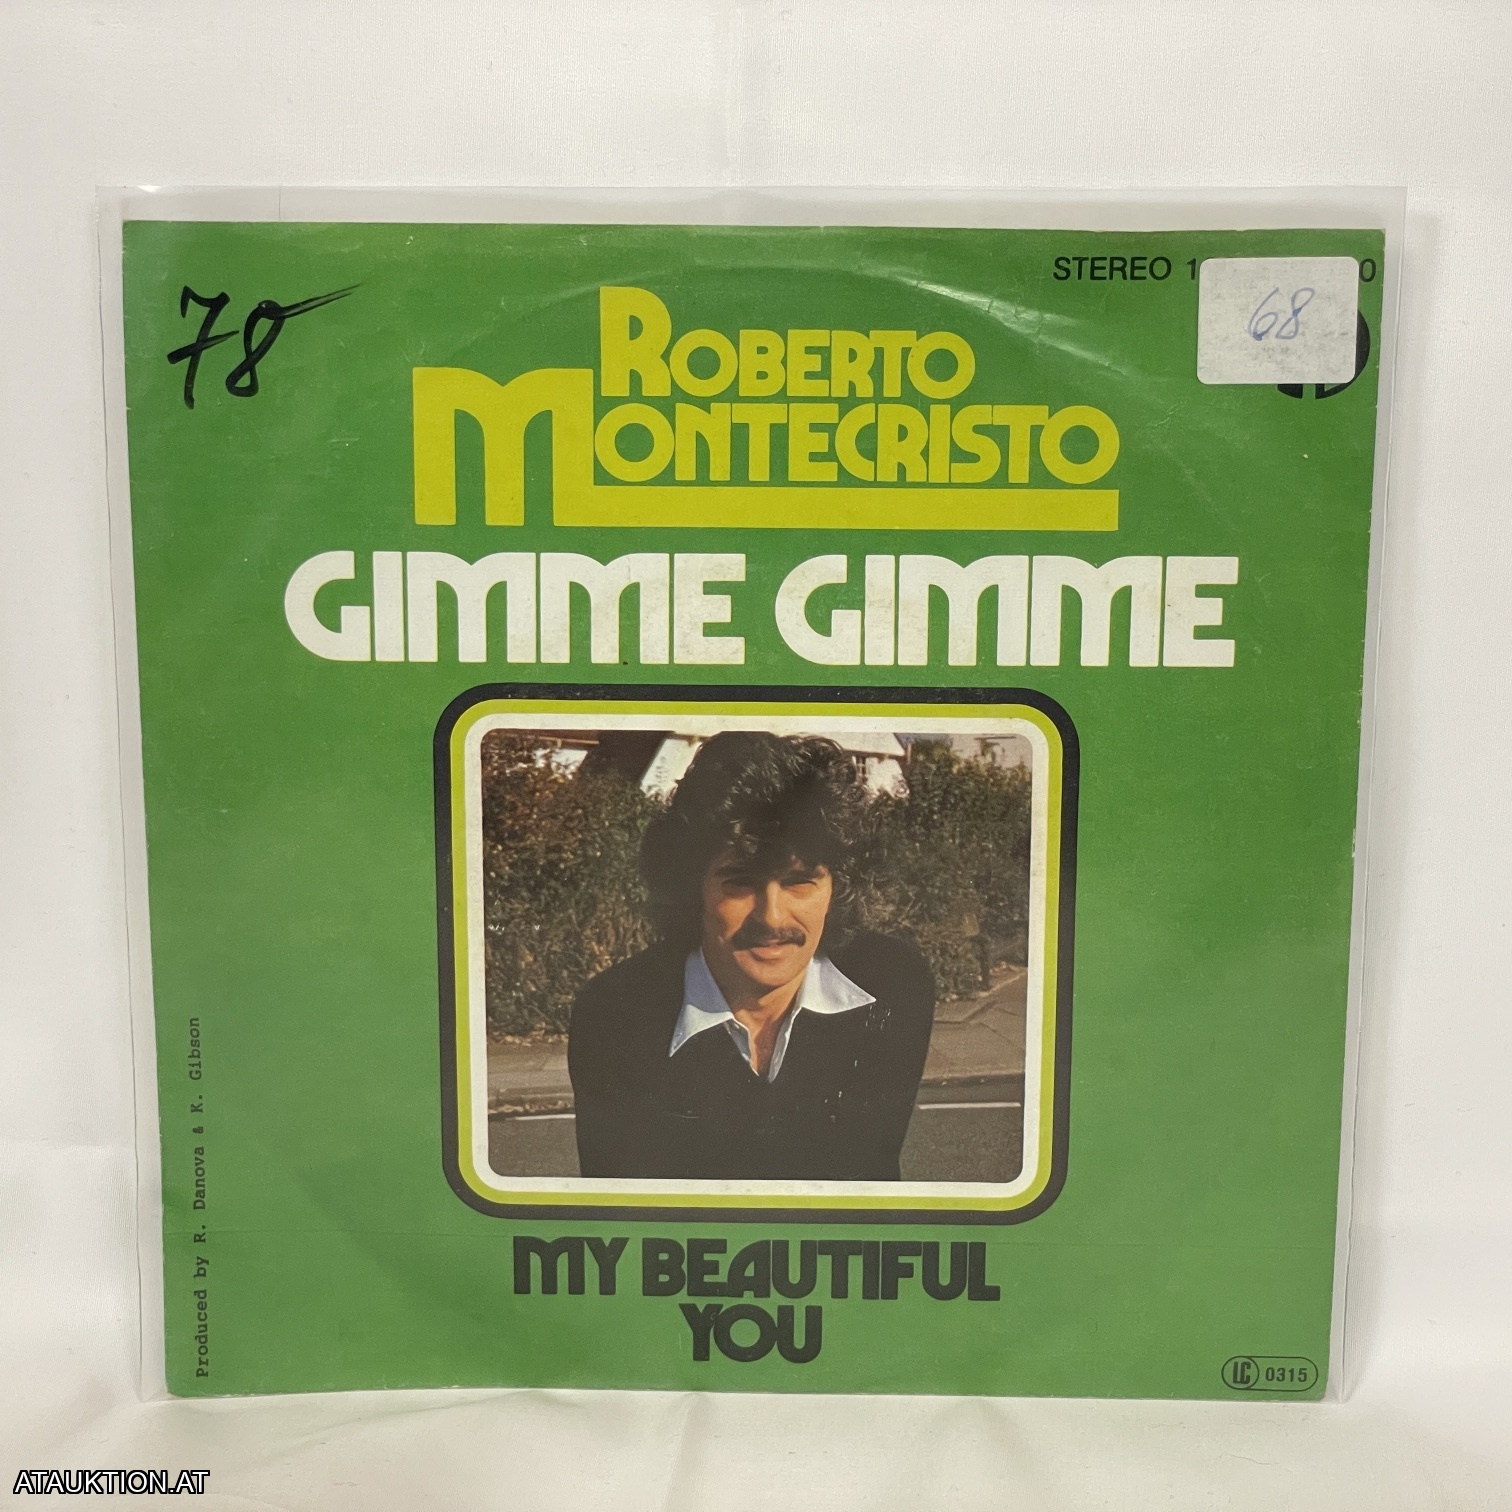 STEREO 1
0
68
78
ROBERTO
MONTECRISTO
GIMME GIMME
Produced by R. Danova & K. Gibson
MY BEAUTIFUL
YOU
LC 0315
ATAUKTION.AT